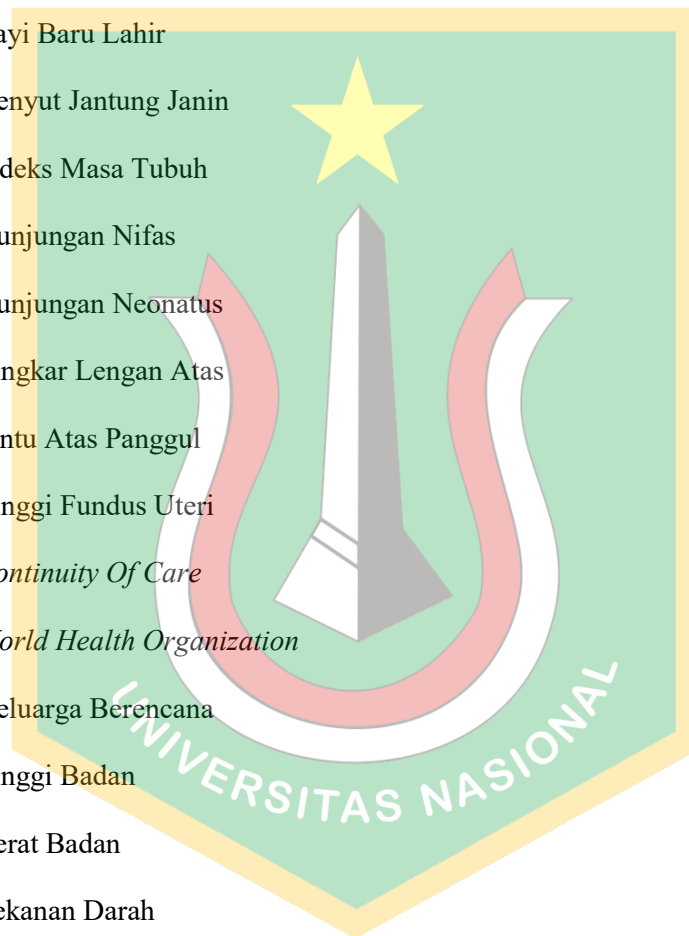 ayi Baru Lahir
enyut Jantung Janin
deks Masa Tubuh
unjungan Nifas
unjungan Neonatus
ngkar Lengan Atas
ntu Atas Panggul
nggi Fundus Uteri
ontinuity Of Care
orld Health Organization
eluarga Berencana
UNIVERSITAS NASIONAL
nggi Badan
erat Badan
ekanan Darah